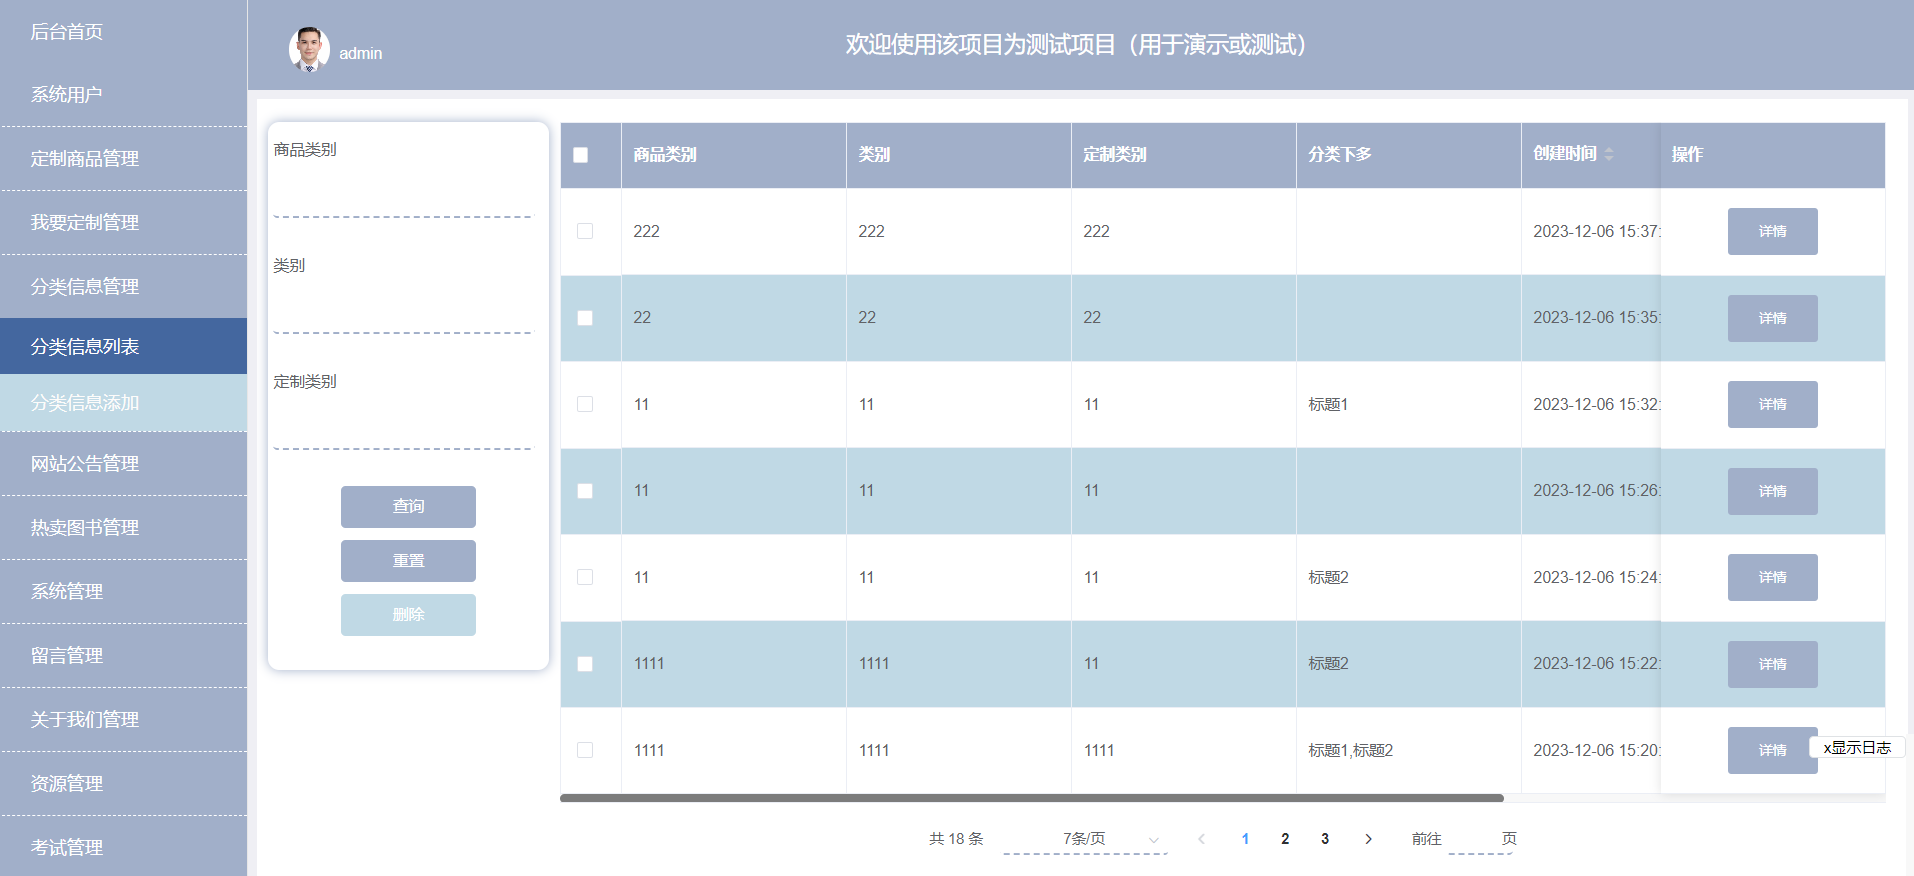 后台首页
系统用户
定制商品管理
我要定制管理
分类信息管理
分类信息列表
分类信息添加
网站公告管理
热卖图书管理
系统管理
留言管理
关于我们管理
资源管理
考试管理
admin
欢迎使用该项目为测试项目（用于演示或测试）
商品类别
类别
定制类别
查询
重置
删除
商品类别 类别 定制类别 分类下多 创建时间 操作
222 222 222 2023-12-06 15:37: 详情
22 22 22 2023-12-06 15:35: 详情
11 11 11 标题1 2023-12-06 15:32: 详情
11 11 11 2023-12-06 15:26: 详情
11 11 11 标题2 2023-12-06 15:24: 详情
1111 1111 11 标题2 2023-12-06 15:22: 详情
1111 1111 1111 标题1,标题2 2023-12-06 15:20: 详情
x显示日志
共 18 条 7条/页 1 2 3 前往 页